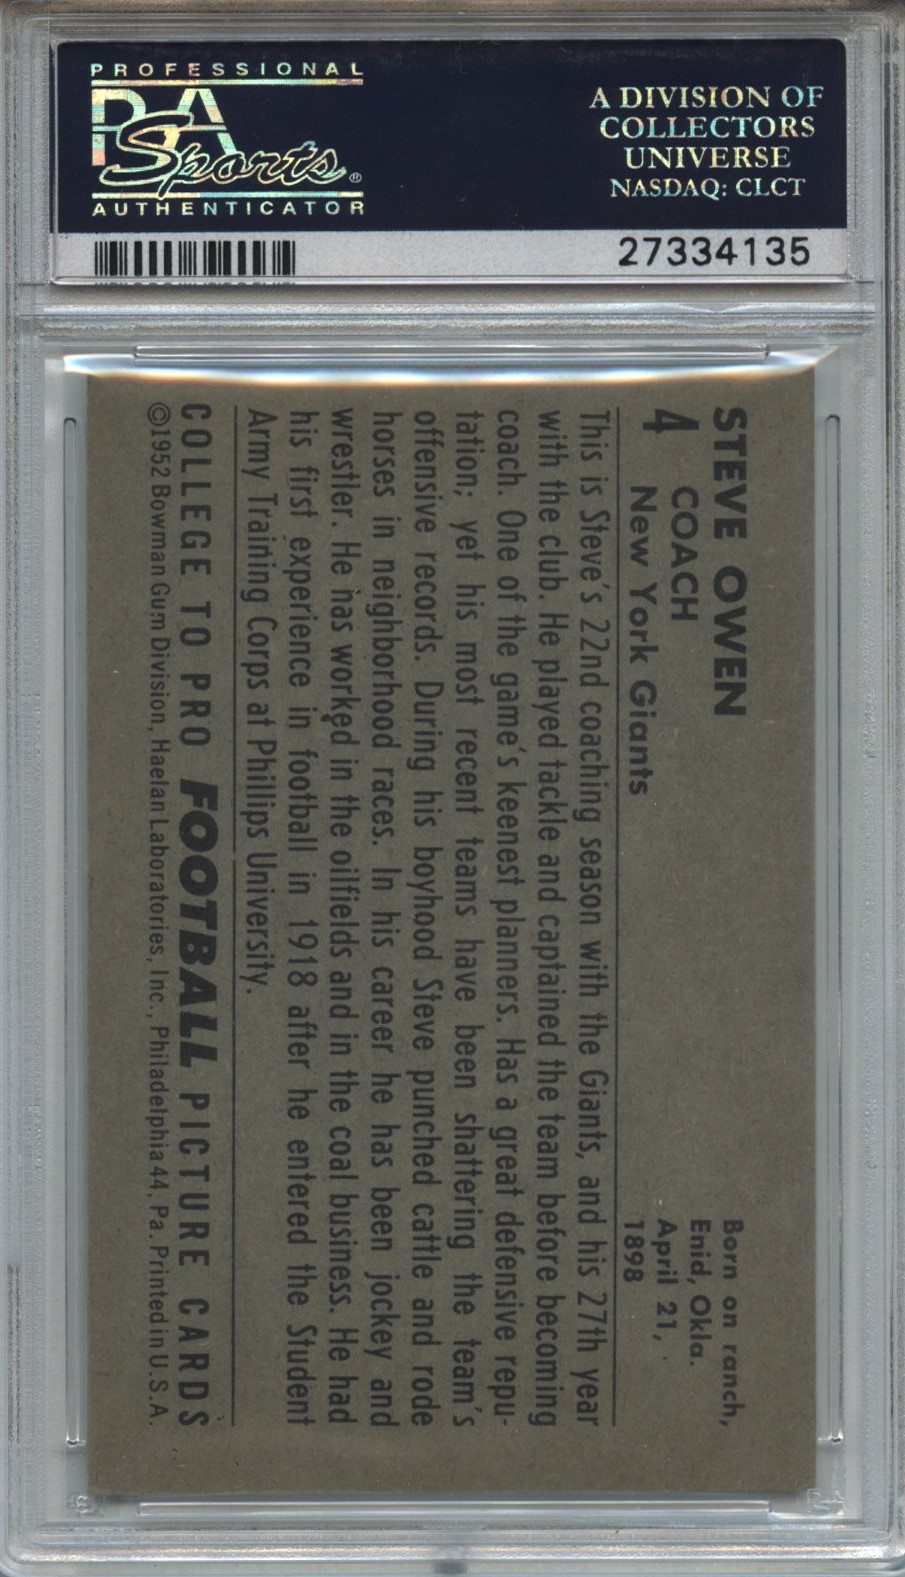 PROFESSIONAL
PSA
Sports®
AUTHENTICATOR
A DIVISION OF
COLLECTORS
UNIVERSE
NASDAQ: CLCT
27334135
STEVE OWEN
4 COACH
New York Giants
Born on ranch,
Enid, Okla.
April 21,
1898
This is Steve's 22nd coaching season with the Giants, and his 27th year
with the club. He played tackle and captained the team before becoming
coach. One of the game's keenest planners. Has a great defensive repu-
tation; yet his most recent teams have been shattering the team's
offensive records. During his boyhood Steve punched cattle and rode
horses in neighborhood races. In his career he has been jockey and
wrestler. He has worked in the oilfields and in the coal business. He had
his first experience in football in 1918 after he entered the Student
Army Training Corps at Phillips University.
COLLEGE TO PRO FOOTBALL PICTURE CARDS
©1952 Bowman Gum Division, Haelan Laboratories, Inc., Philadelphia 44, Pa. Printed in U.S.A.